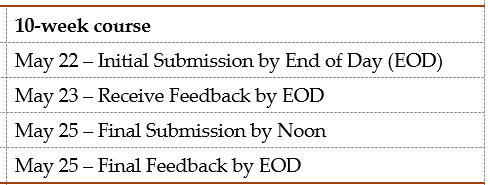 10-week course
May 22 – Initial Submission by End of Day (EOD)
May 23 – Receive Feedback by EOD
May 25 – Final Submission by Noon
May 25 – Final Feedback by EOD